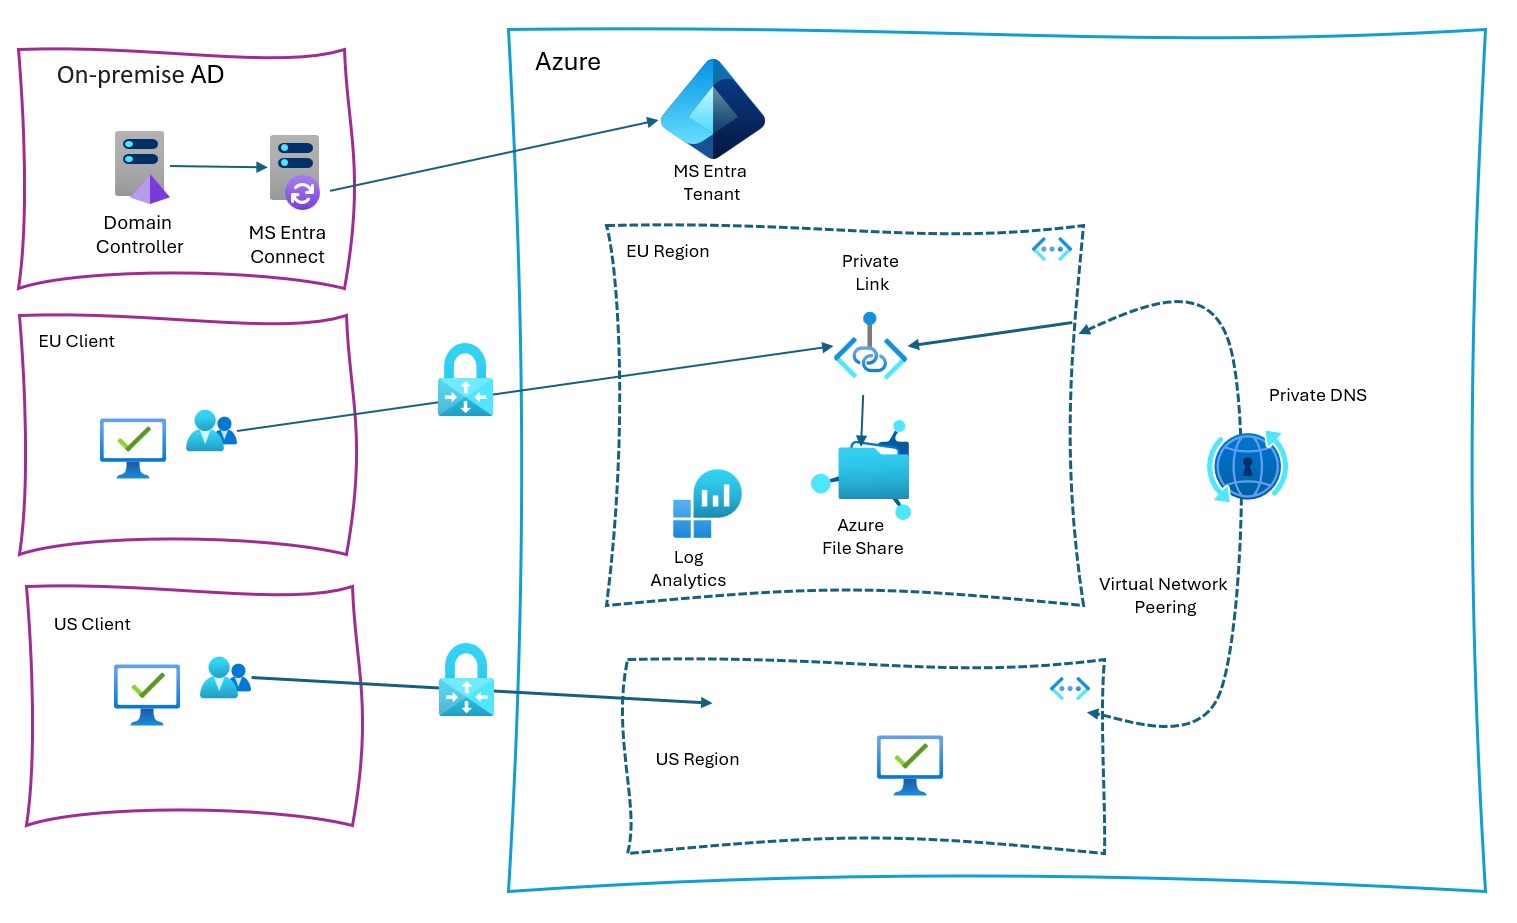 On-premise AD
Domain
Controller
MS Entra
Connect
Azure
MS Entra
Tenant
EU Region
Private
Link
EU Client
Private DNS
Azure
File Share
Log
Analytics
Virtual Network
Peering
US Client
US Region